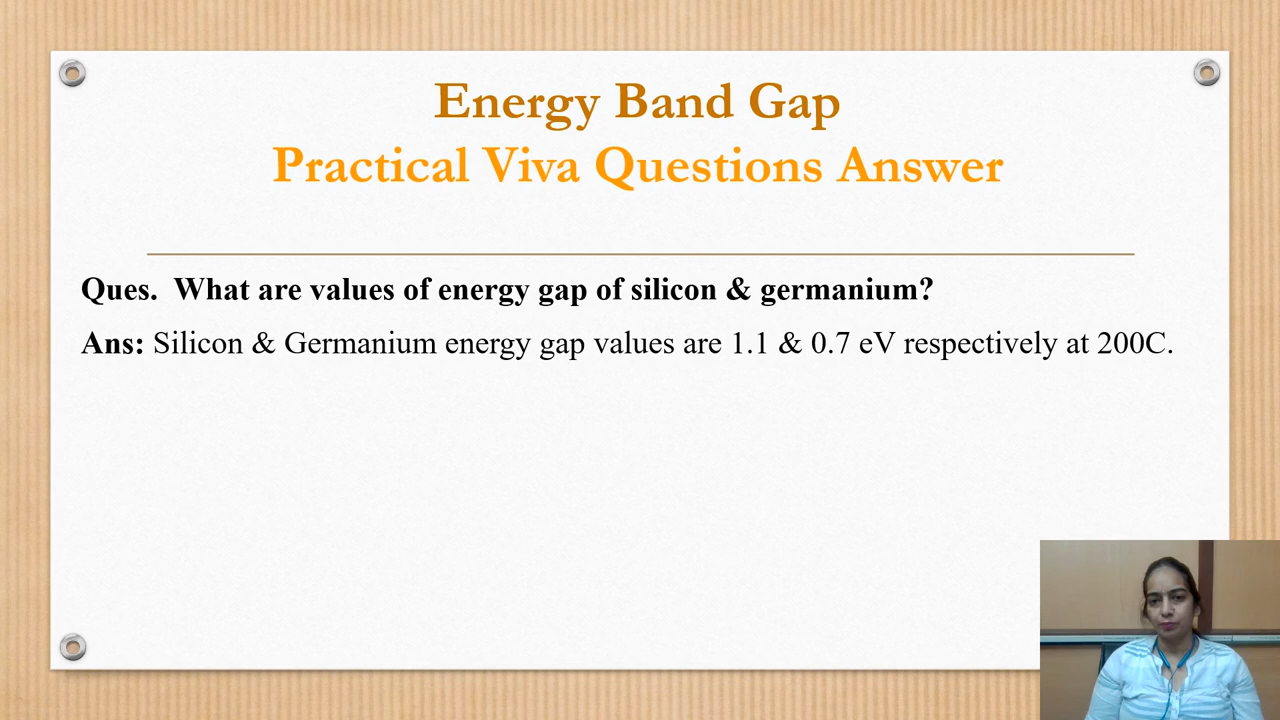 Energy Band Gap
Practical Viva Questions Answer
Ques. What are values of energy gap of silicon & germanium?
Ans: Silicon & Germanium energy gap values are 1.1 & 0.7 eV respectively at 200C.